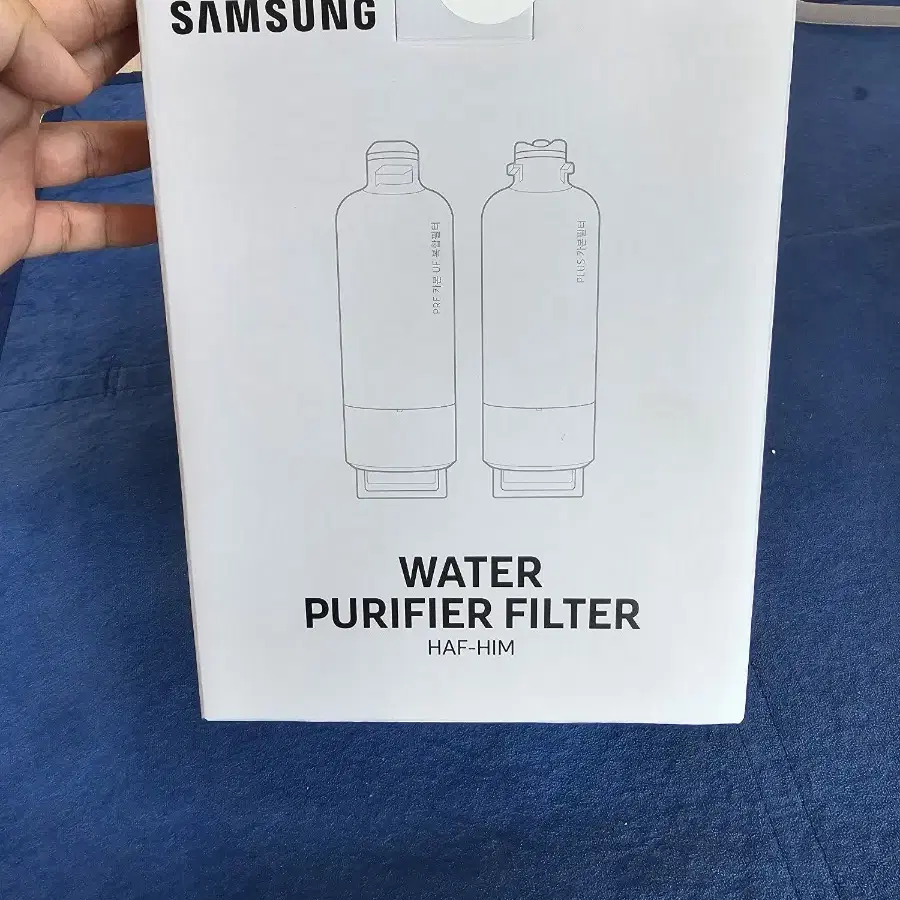 SAMSUNG
PRE 카본 UF 복합필터
PLUS 카본필터
WATER
PURIFIER FILTER
HAF-HIM